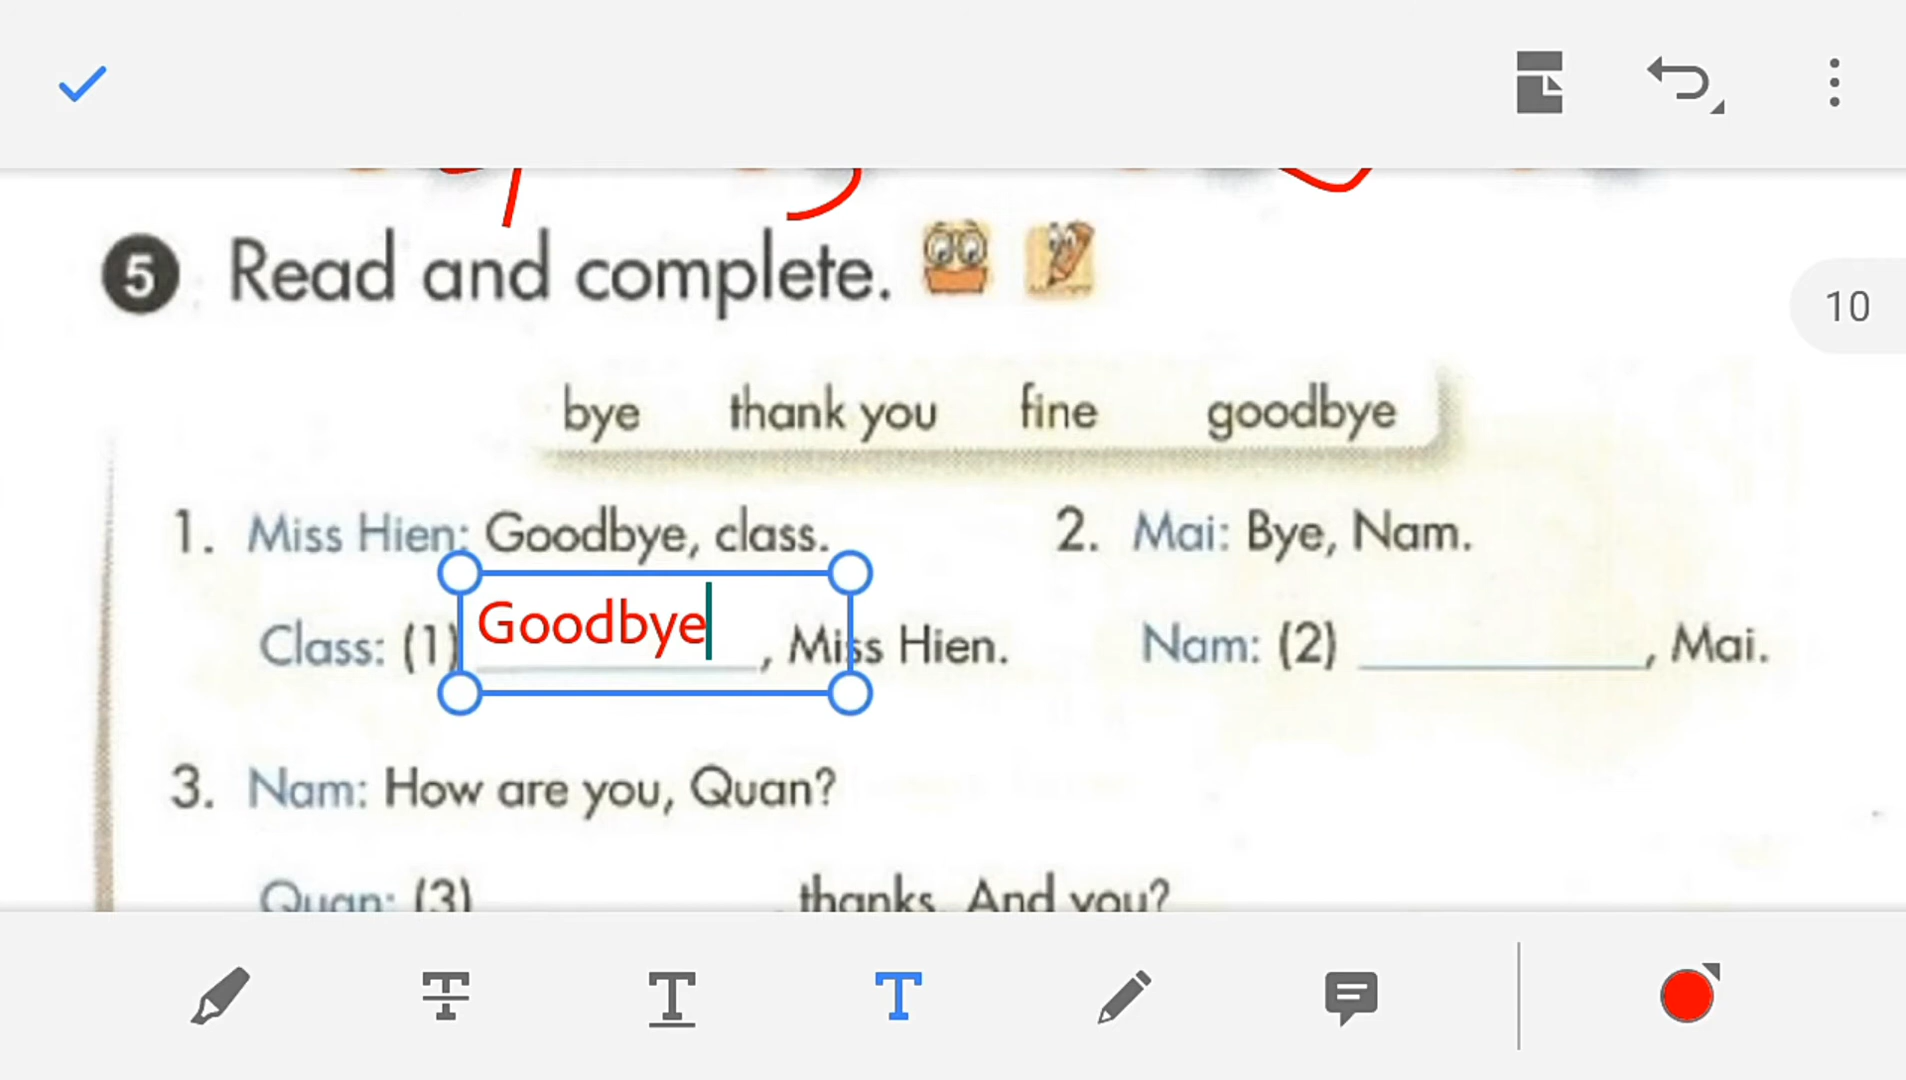 10
5 Read and complete.
bye thank you fine goodbye
1. Miss Hien: Goodbye, class.
Class: (1) Goodbye, Miss Hien.
2. Mai: Bye, Nam.
Nam: (2) __________, Mai.
3. Nam: How are you, Quan?
Quan: (3) __________ thanks. And you?